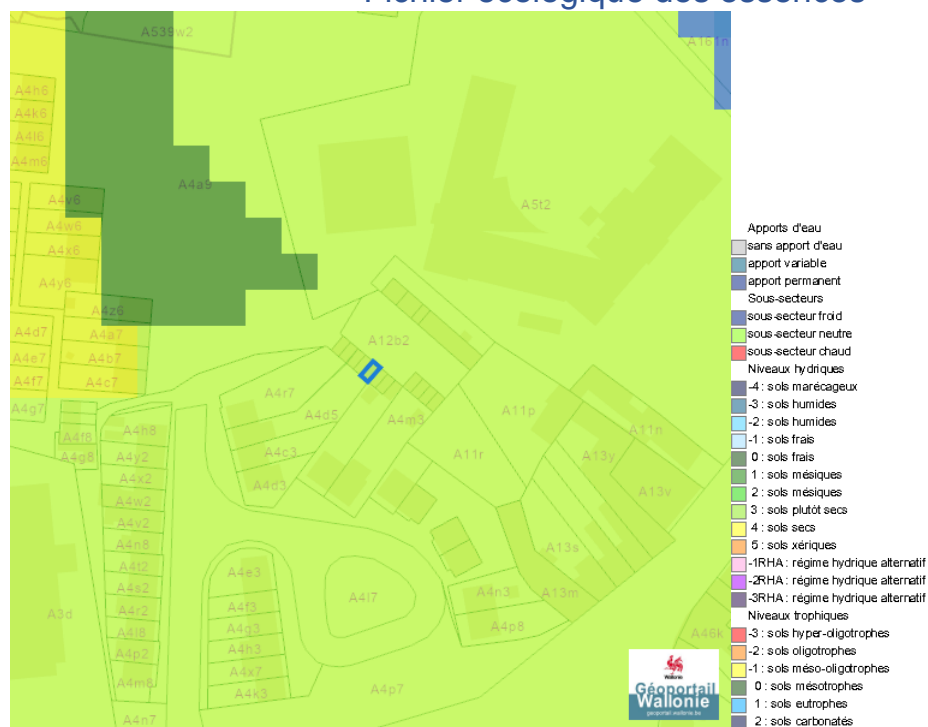 Fichier écologique des essences
A539w2
A161n
A4h6
A4k6
A4l6
A4m6
A4a9
A4v6
A4w6
A4x6
A5t2
A4y6
A4z6
A4d7
A4a7
A12b2
A4e7
A4b7
A4f7
A4c7
A4r7
A4g7
A4d5
A4m3
A11p
A4f8
A4h8
A11n
A4g8
A4y2
A4c3
A11r
A13y
A4x2
A4d3
A13v
A4w2
A4v2
A4n8
A13s
A4t2
A4e3
A4s2
A4l7
A4n3
A13m
A3d
A4r2
A4f3
A4l8
A4g3
A4p8
A46k
A4p2
A4h3
A4m8
A4x7
A4k3
A4p7
A4n7
Wallonie
Géoportail
Wallonie
geoportail.wallonie.be
Apports d'eau
sans apport d'eau
apport variable
apport permanent
Sous-secteurs
sous-secteur froid
sous-secteur neutre
sous-secteur chaud
Niveaux hydriques
-4 : sols marécageux
-3 : sols humides
-2 : sols humides
-1 : sols frais
0 : sols frais
1 : sols mésiques
2 : sols mésiques
3 : sols plutôt secs
4 : sols secs
5 : sols xériques
-1RHA : régime hydrique alternatif
-2RHA : régime hydrique alternatif
-3RHA : régime hydrique alternatif
Niveaux trophiques
-3 : sols hyper-oligotrophes
-2 : sols oligotrophes
-1 : sols méso-oligotrophes
0 : sols mésotrophes
1 : sols eutrophes
2 : sols carbonatés